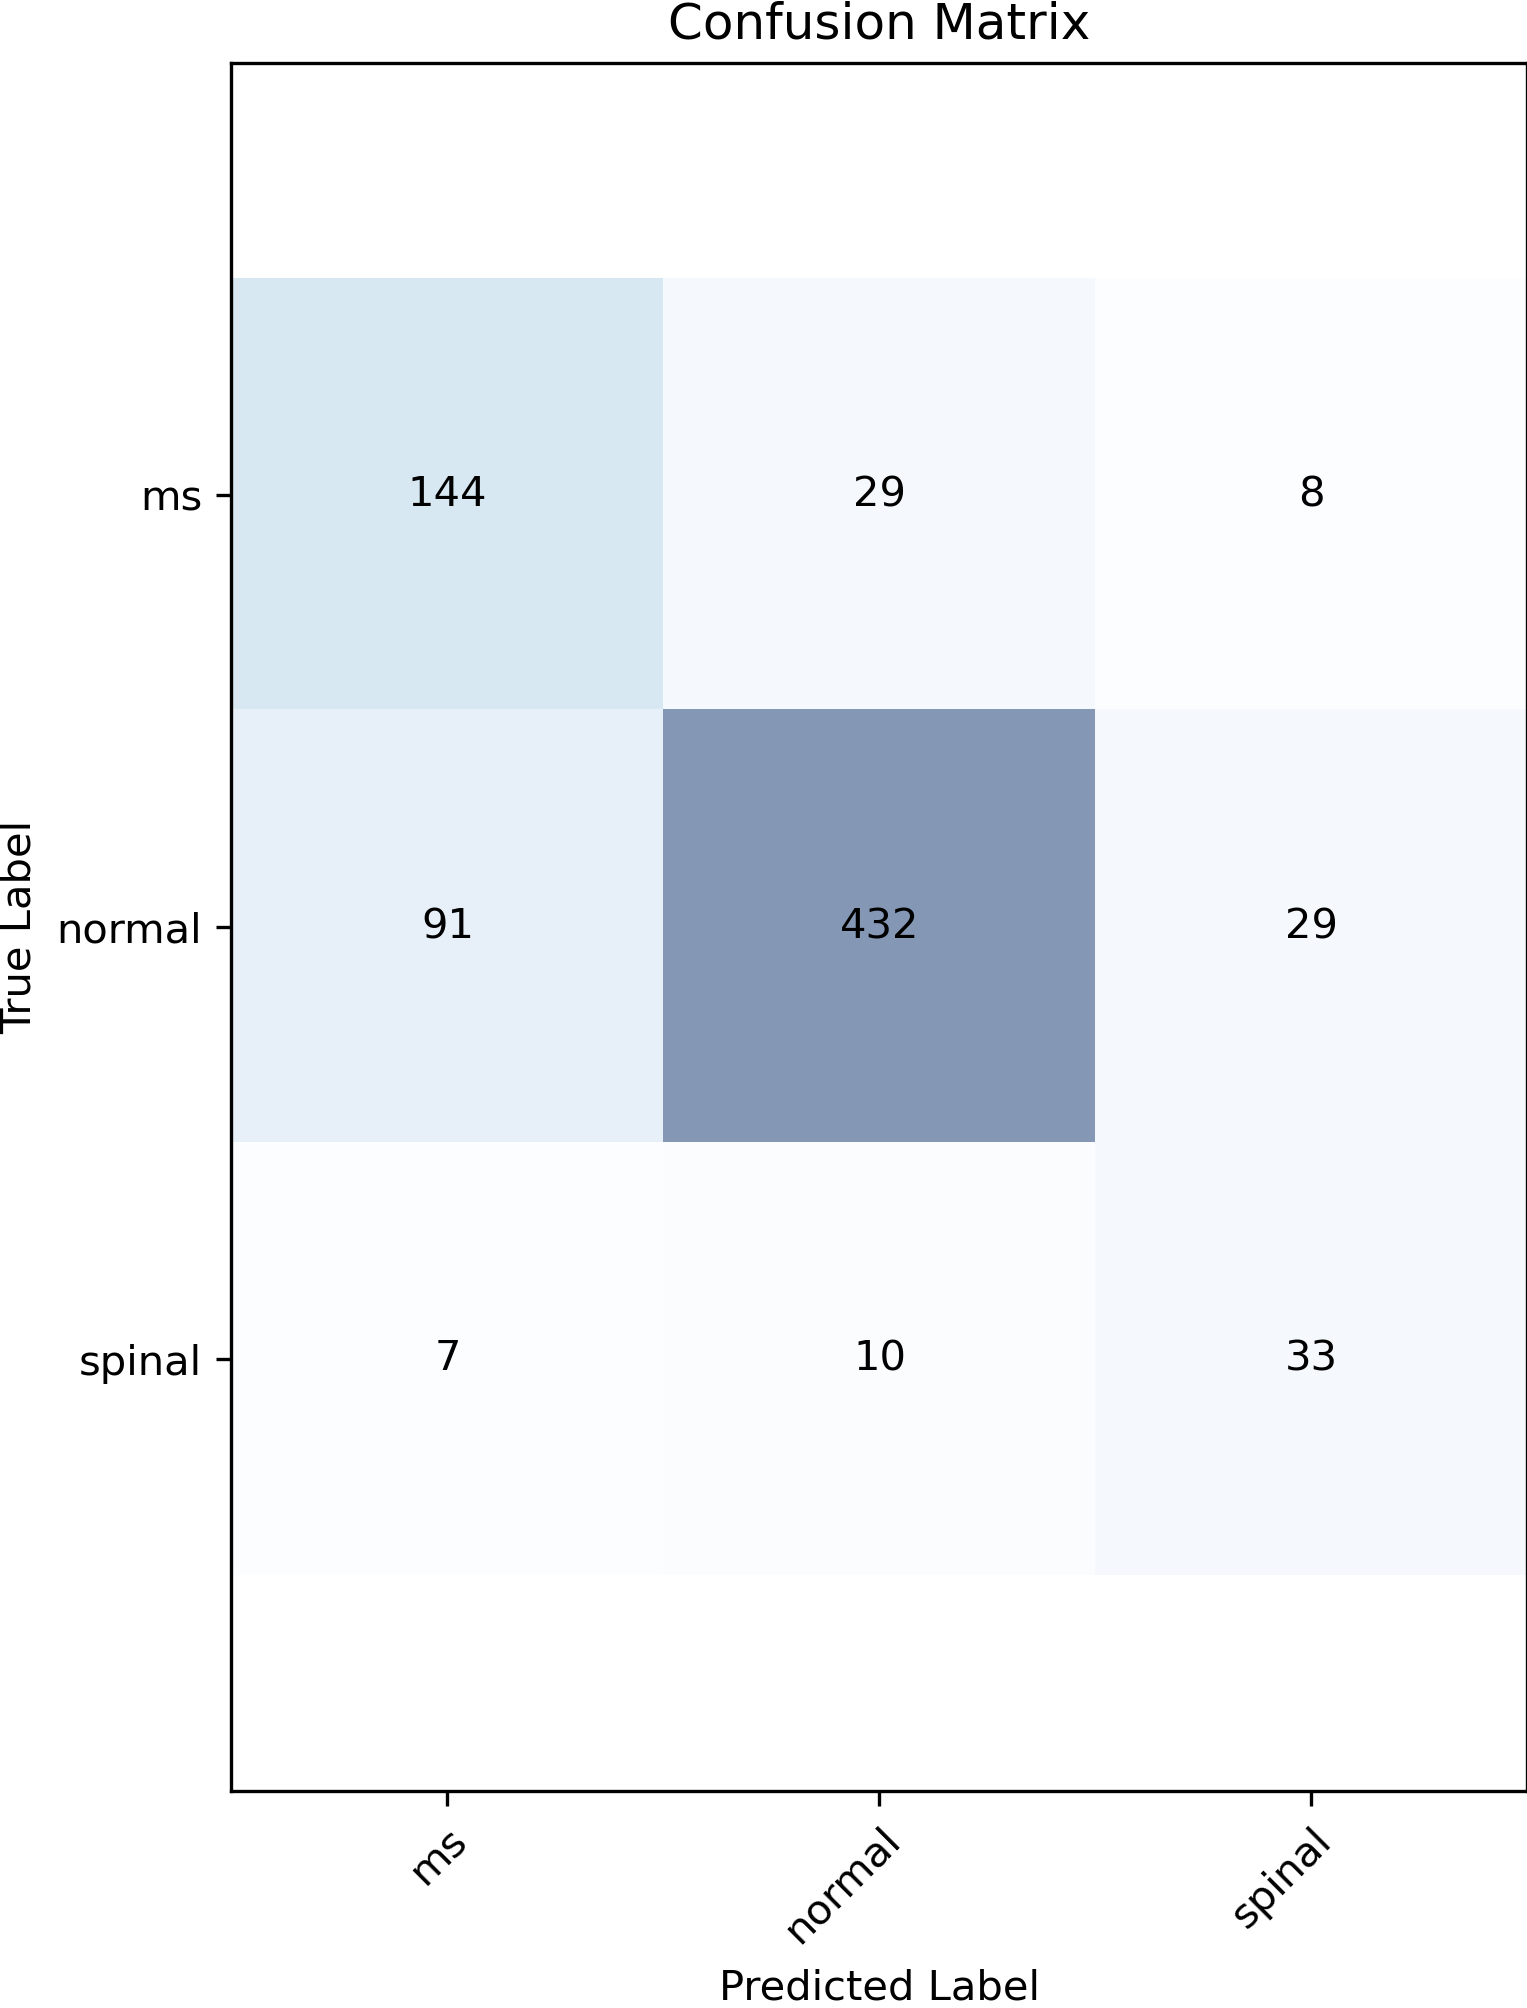 Confusion Matrix
ms
144
29
8
True Label
normal
91
432
29
spinal
7
10
33
ms
normal
spinal
Predicted Label